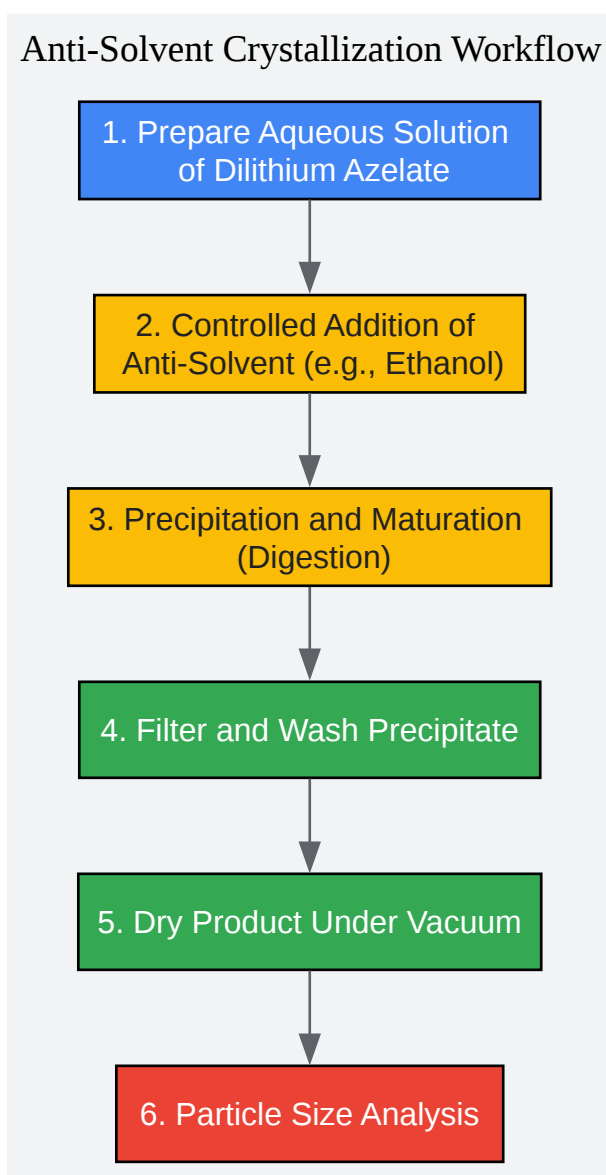 Anti-Solvent Crystallization Workflow
1. Prepare Aqueous Solution
of Dilithium Azelate
2. Controlled Addition of
Anti-Solvent (e.g., Ethanol)
3. Precipitation and Maturation
(Digestion)
4. Filter and Wash Precipitate
5. Dry Product Under Vacuum
6. Particle Size Analysis